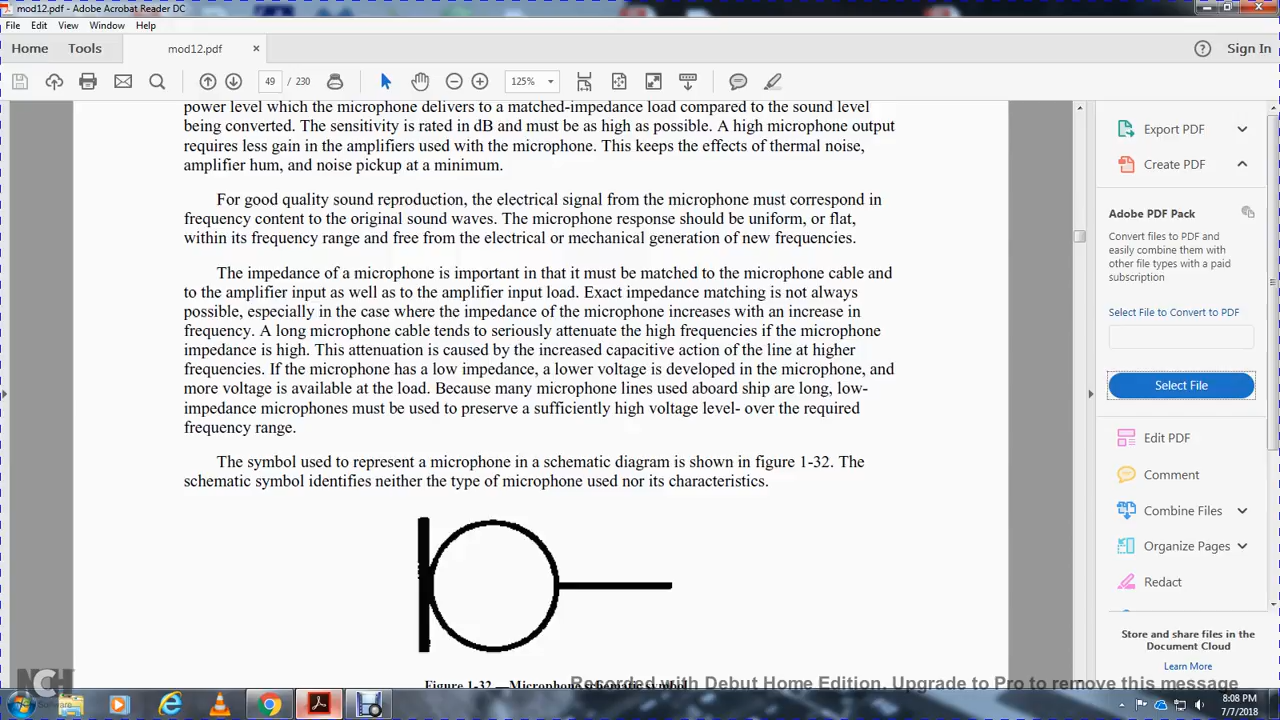 mod12.pdf - Adobe Acrobat Reader DC
File Edit View Window Help
Home Tools mod12.pdf × Sign In
49 / 230 125%
power level which the microphone delivers to a matched-impedance load compared to the sound level
being converted. The sensitivity is rated in dB and must be as high as possible. A high microphone output
requires less gain in the amplifiers used with the microphone. This keeps the effects of thermal noise,
amplifier hum, and noise pickup at a minimum.
For good quality sound reproduction, the electrical signal from the microphone must correspond in
frequency content to the original sound waves. The microphone response should be uniform, or flat,
within its frequency range and free from the electrical or mechanical generation of new frequencies.
The impedance of a microphone is important in that it must be matched to the microphone cable and
to the amplifier input as well as to the amplifier input load. Exact impedance matching is not always
possible, especially in the case where the impedance of the microphone increases with an increase in
frequency. A long microphone cable tends to seriously attenuate the high frequencies if the microphone
impedance is high. This attenuation is caused by the increased capacitive action of the line at higher
frequencies. If the microphone has a low impedance, a lower voltage is developed in the microphone, and
more voltage is available at the load. Because many microphone lines used aboard ship are long, low-
impedance microphones must be used to preserve a sufficiently high voltage level- over the required
frequency range.
The symbol used to represent a microphone in a schematic diagram is shown in figure 1-32. The
schematic symbol identifies neither the type of microphone used nor its characteristics.
Figure 1-32.—Microphone schematic symbol.
Export PDF
Create PDF
Adobe PDF Pack
Convert files to PDF and
easily combine them with
other file types with a paid
subscription
Select File to Convert to PDF
Select File
Edit PDF
Comment
Combine Files
Organize Pages
Redact
Store and share files in the
Document Cloud
Learn More
NCH
Software
Recorded with Debut Home Edition. Upgrade to Pro to remove this message
8:08 PM
7/7/2018